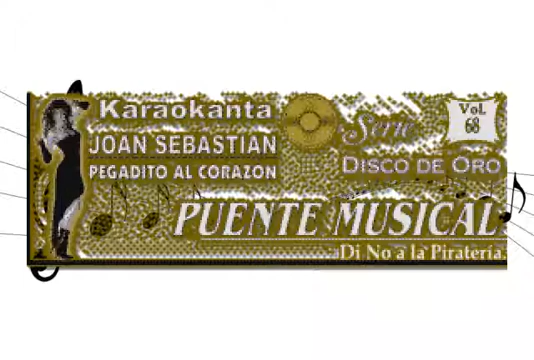 Karaokanta
JOAN SEBASTIAN
PEGADITO AL CORAZON
Serie
DISCO DE ORO
Vol.
68
PUENTE MUSICAL
Di No a la Piratería.